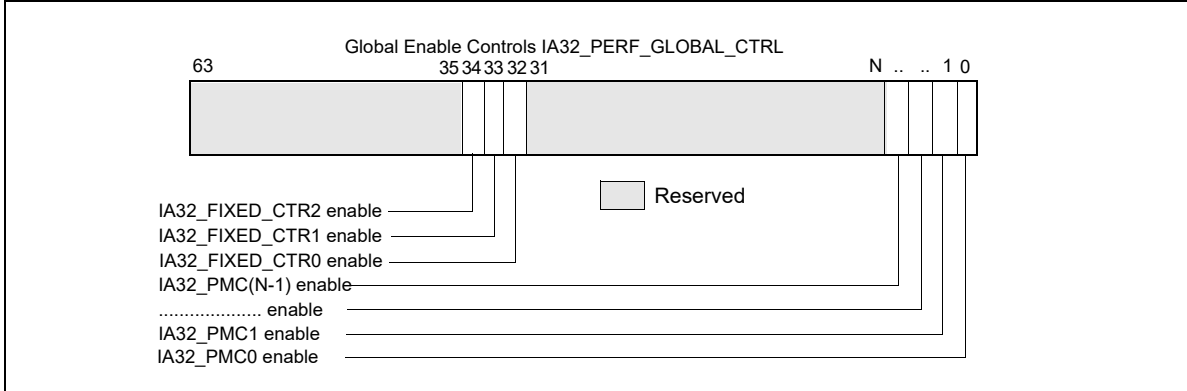 Global Enable Controls IA32_PERF_GLOBAL_CTRL
63 35 34 33 32 31 N .. .. 1 0
Reserved
IA32_FIXED_CTR2 enable
IA32_FIXED_CTR1 enable
IA32_FIXED_CTR0 enable
IA32_PMC(N-1) enable
.................... enable
IA32_PMC1 enable
IA32_PMC0 enable